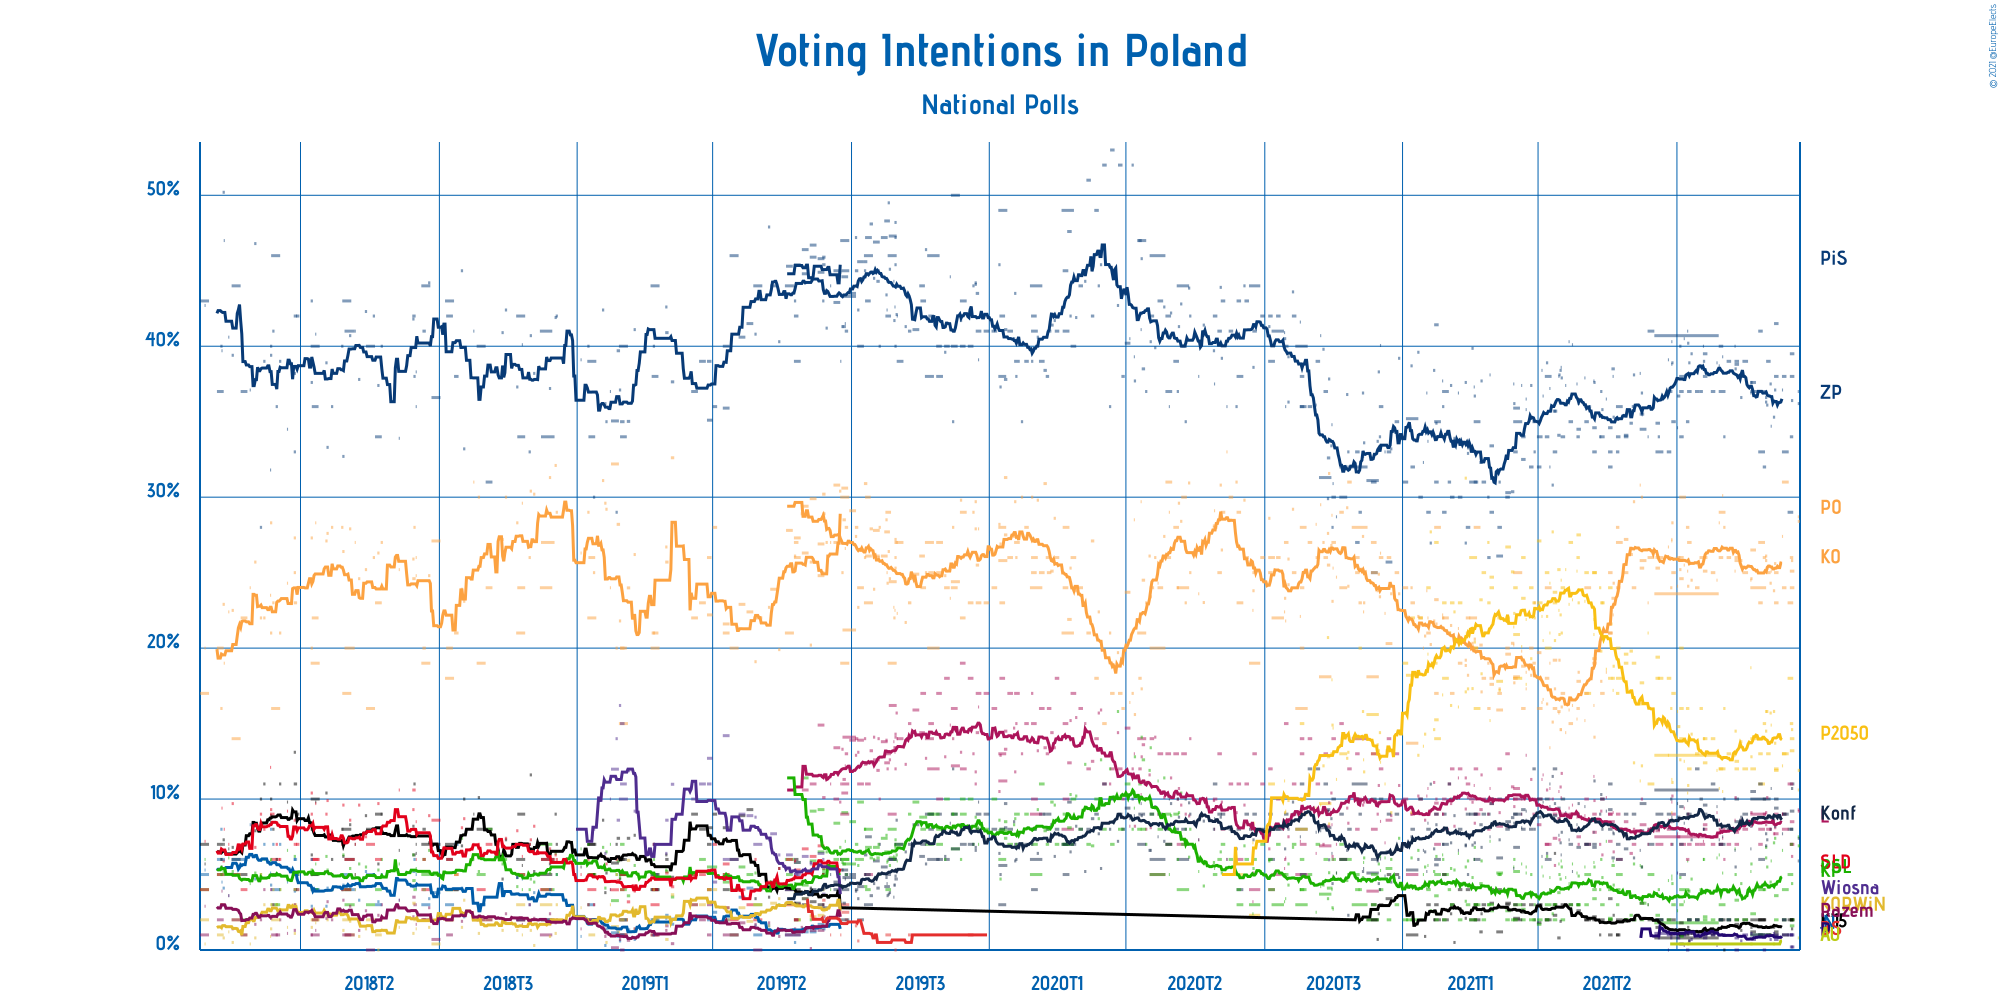 © 2021 @EuropeElects
Voting Intentions in Poland
National Polls
50%
40%
30%
20%
10%
0%
PiS
ZP
PO
KO
P2050
Konf
SLD
PSL
Wiosna
KORWiN
Razem
2018T2
2018T3
2019T1
2019T2
2019T3
2020T1
2020T2
2020T3
2021T1
2021T2